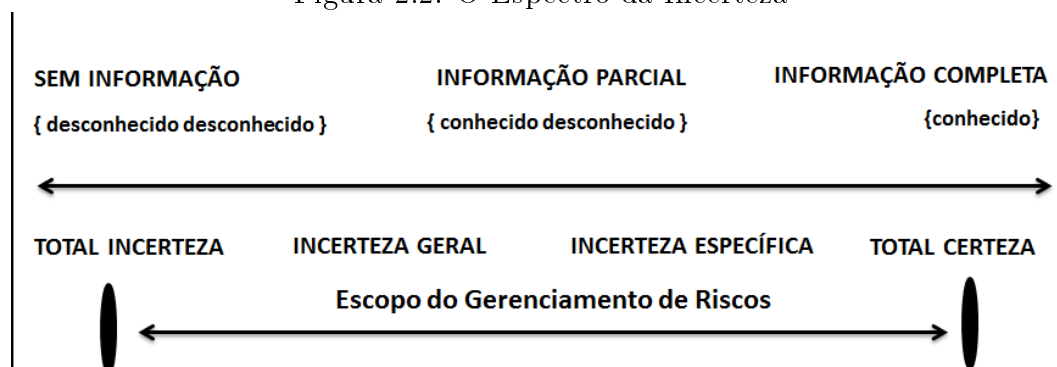 Figura 2.2: O Espectro da Incerteza
SEM INFORMAÇÃO INFORMAÇÃO PARCIAL INFORMAÇÃO COMPLETA
{ desconhecido desconhecido } { conhecido desconhecido } {conhecido}
TOTAL INCERTEZA INCERTEZA GERAL INCERTEZA ESPECÍFICA TOTAL CERTEZA
Escopo do Gerenciamento de Riscos